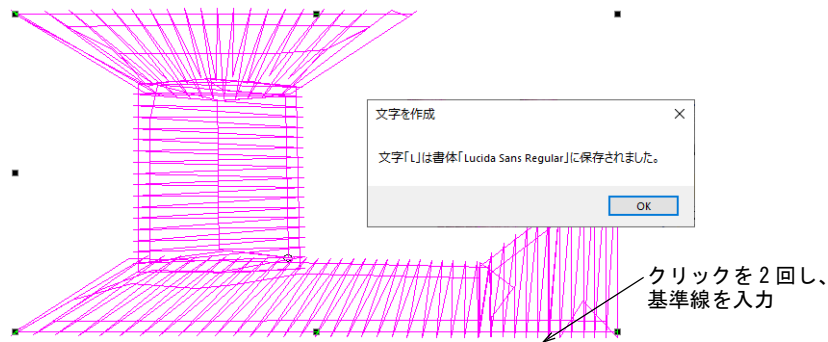 文字を作成
文字「L」は書体「Lucida Sans Regular」に保存されました。
OK
クリックを2回し、
基準線を入力